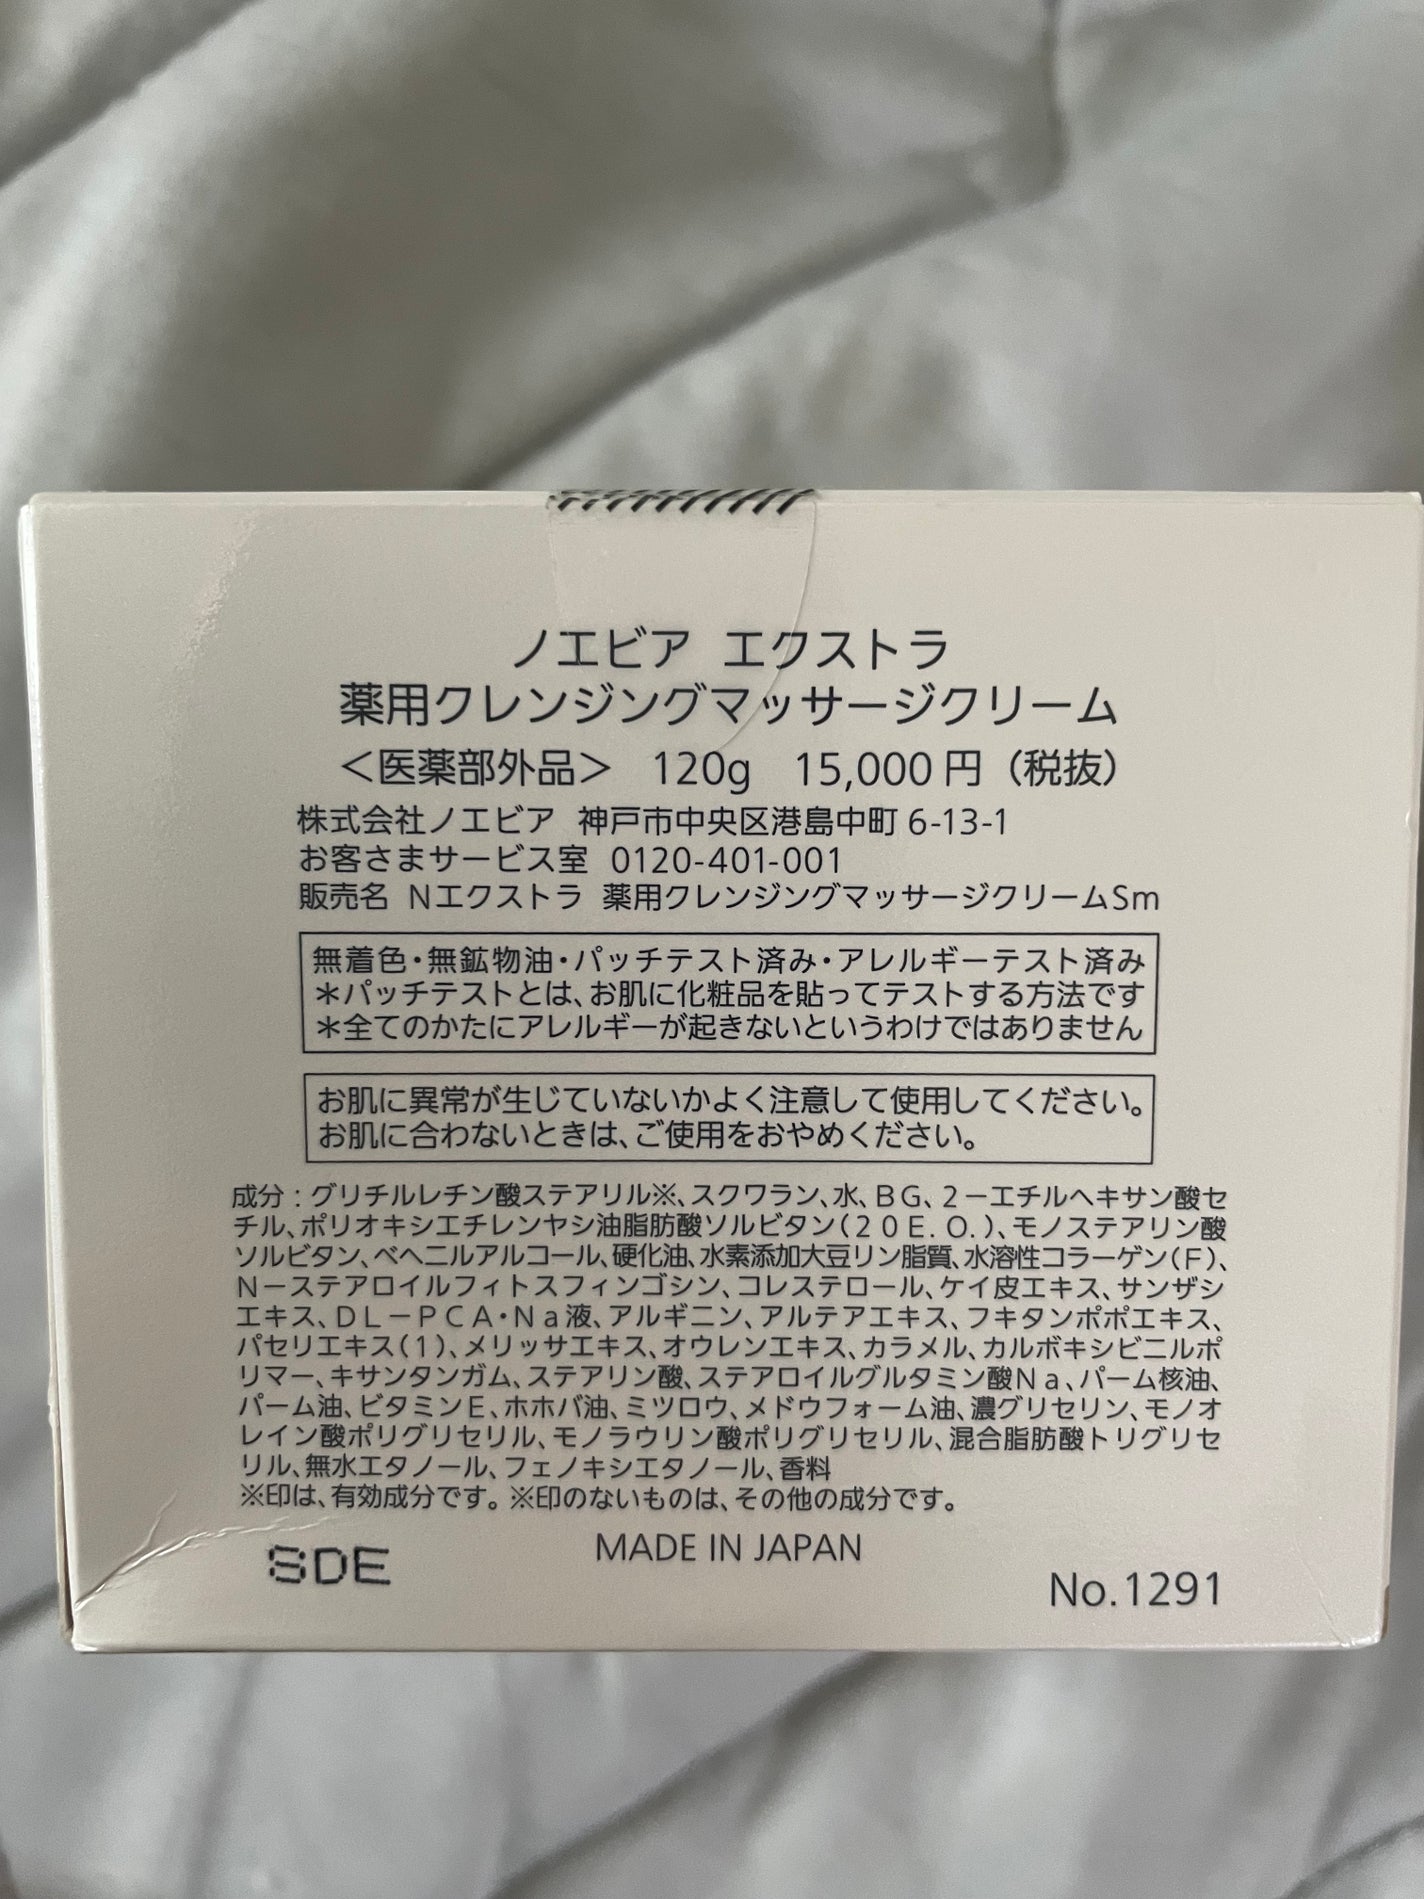 ノエビア エクストラ
薬用クレンジングマッサージクリーム
＜医薬部外品＞ 120g 15,000円（税抜）
株式会社ノエビア 神戸市中央区港島中町6-13-1
お客さまサービス室 0120-401-001
販売名 Nエクストラ 薬用クレンジングマッサージクリームSm
無着色・無鉱物油・パッチテスト済み・アレルギーテスト済み
＊パッチテストとは、お肌に化粧品を貼ってテストする方法です
＊全てのかたにアレルギーが起きないというわけではありません
お肌に異常が生じていないかよく注意して使用してください。
お肌に合わないときは、ご使用をおやめください。
成分：グリチルレチン酸ステアリル※、スクワラン、水、BG、2－エチルヘキサン酸セ
チル、ポリオキシエチレンヤシ油脂肪酸ソルビタン（20E.O.）、モノステアリン酸
ソルビタン、ベヘニルアルコール、硬化油、水素添加大豆リン脂質、水溶性コラーゲン（F）、
N－ステアロイルフィトスフィンゴシン、コレステロール、ケイ皮エキス、サンザシ
エキス、DL－PCA・Na液、アルギニン、アルテアエキス、フキタンポポエキス、
パセリエキス（1）、メリッサエキス、オウレンエキス、カラメル、カルボキシビニルポ
リマー、キサンタンガム、ステアリン酸、ステアロイルグルタミン酸Na、パーム核油、
パーム油、ビタミンE、ホホバ油、ミツロウ、メドウフォーム油、濃グリセリン、モノオ
レイン酸ポリグリセリル、モノラウリン酸ポリグリセリル、混合脂肪酸トリグリセ
リル、無水エタノール、フェノキシエタノール、香料
※印は、有効成分です。※印のないものは、その他の成分です。
MADE IN JAPAN
SDE
No.1291